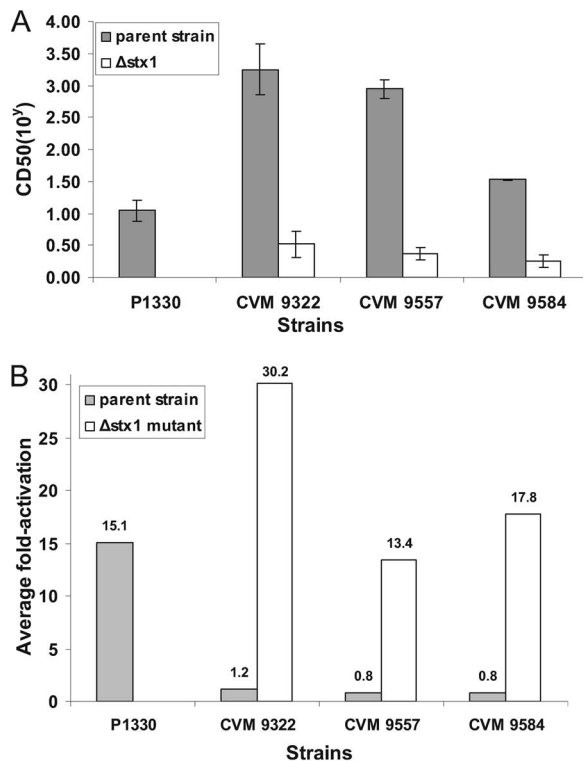 A
4.00
3.50
3.00
2.50
2.00
1.50
1.00
0.50
0.00
CD50(10^y)
parent strain
Δstx1
P1330 CVM 9322 CVM 9557 CVM 9584
Strains
B
30
25
20
15
10
5
0
Average fold-activation
parent strain
Δstx1 mutant
15.1
1.2
30.2
0.8
13.4
0.8
17.8
P1330 CVM 9322 CVM 9557 CVM 9584
Strains